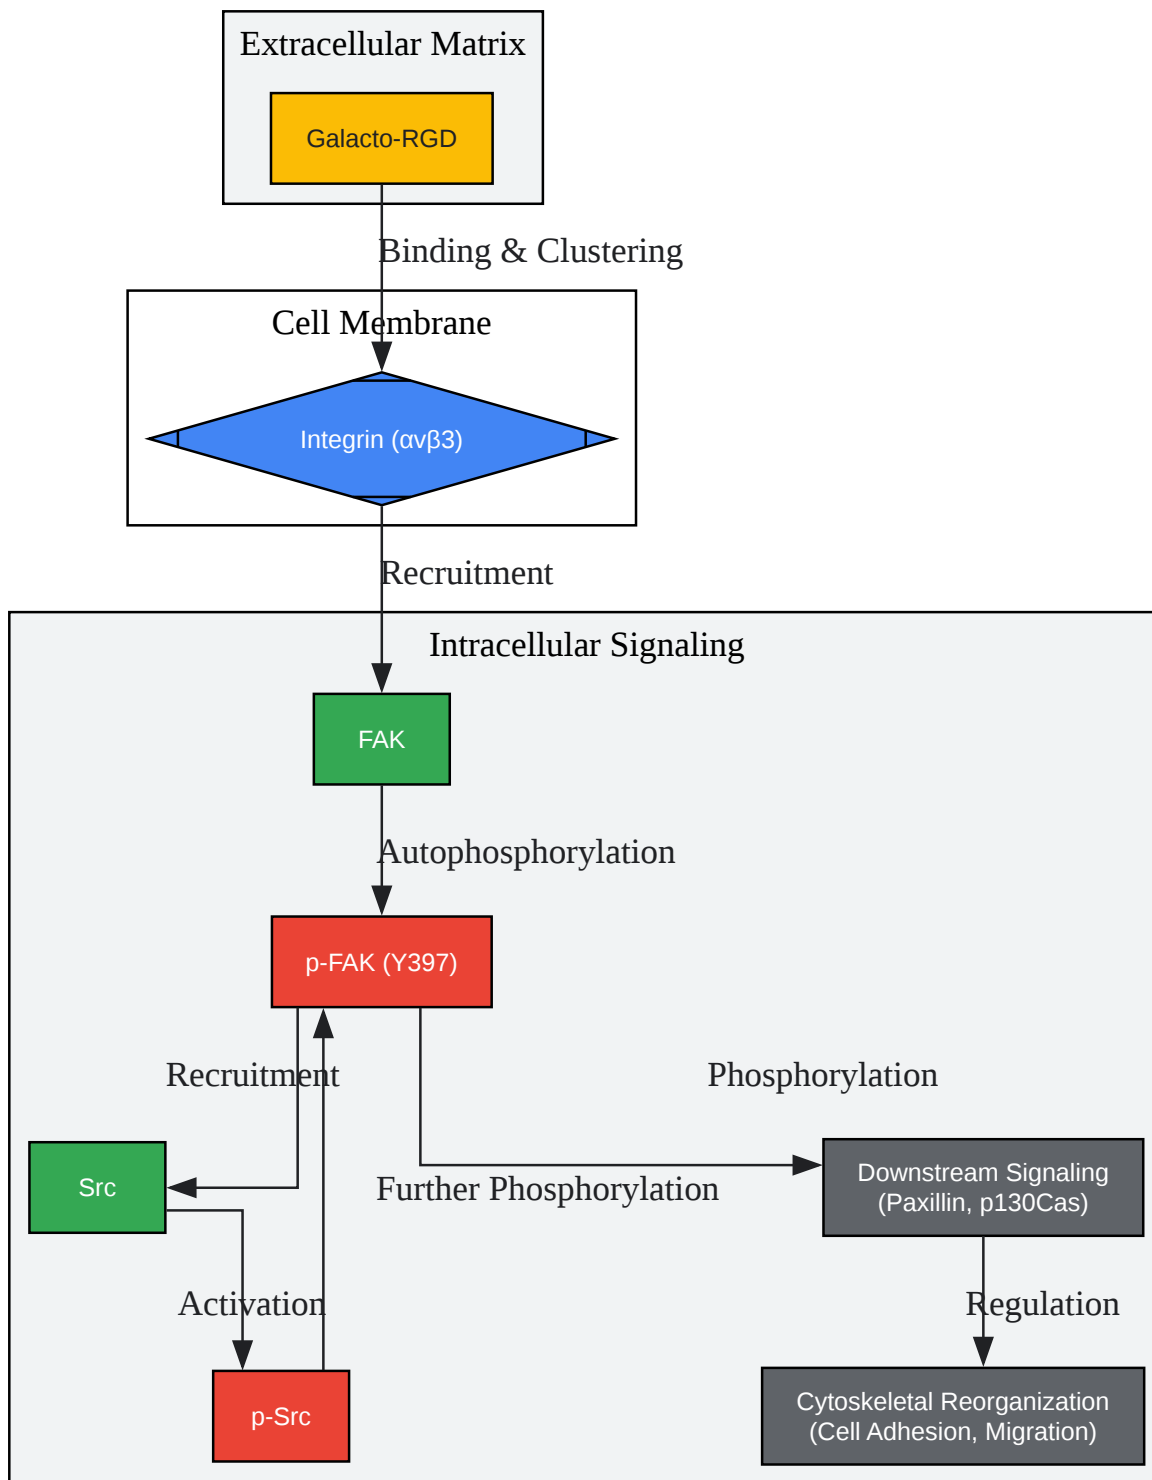 Extracellular Matrix
Galacto-RGD
Binding & Clustering
Cell Membrane
Integrin (αvβ3)
Recruitment
Intracellular Signaling
FAK
Autophosphorylation
p-FAK (Y397)
Recruitment
Phosphorylation
Src
Further Phosphorylation
Downstream Signaling
(Paxillin, p130Cas)
Activation
Regulation
p-Src
Cytoskeletal Reorganization
(Cell Adhesion, Migration)